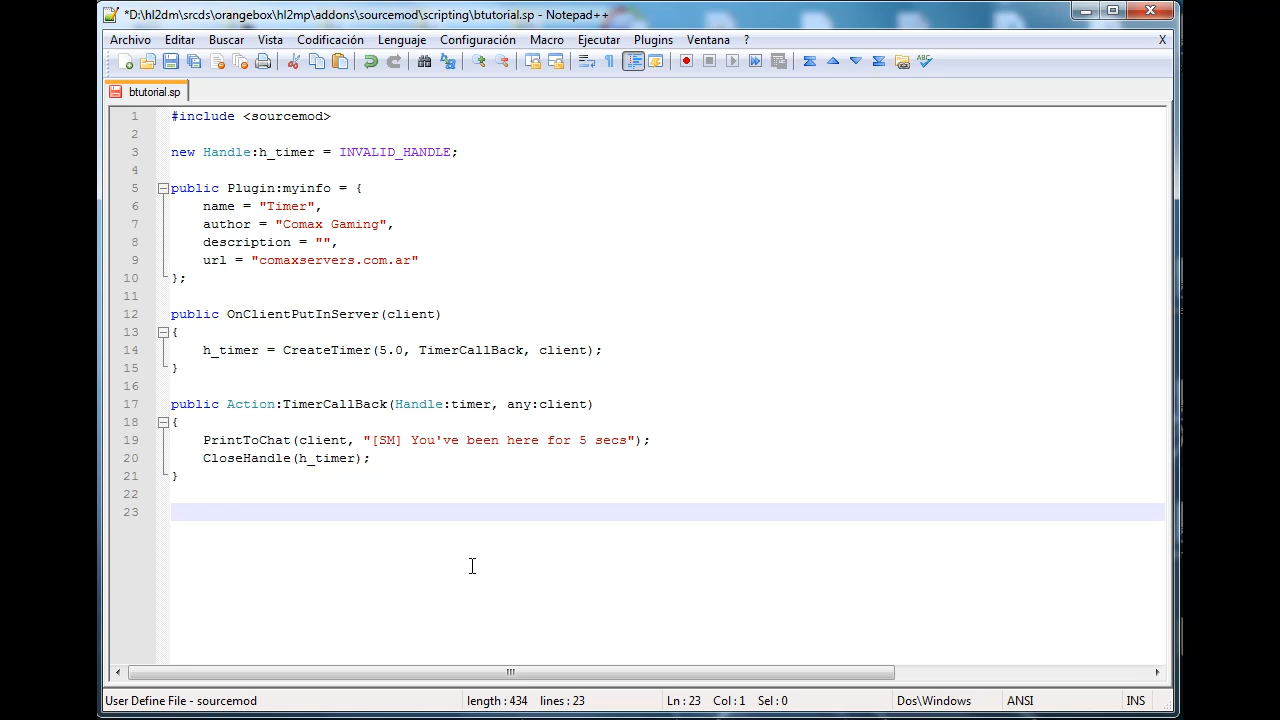 *D:\hl2dm\srcds\orangebox\hl2mp\addons\sourcemod\scripting\btutorial.sp - Notepad++
Archivo Editar Buscar Vista Codificación Lenguaje Configuración Macro Ejecutar Plugins Ventana ? X
btutorial.sp
1 #include <sourcemod>
2
3 new Handle:h_timer = INVALID_HANDLE;
4
5 public Plugin:myinfo = {
6 name = "Timer",
7 author = "Comax Gaming",
8 description = "",
9 url = "comaxservers.com.ar"
10 };
11
12 public OnClientPutInServer(client)
13 {
14 h_timer = CreateTimer(5.0, TimerCallBack, client);
15 }
16
17 public Action:TimerCallBack(Handle:timer, any:client)
18 {
19 PrintToChat(client, "[SM] You've been here for 5 secs");
20 CloseHandle(h_timer);
21 }
22
23
User Define File - sourcemod length : 434 lines : 23 Ln : 23 Col : 1 Sel : 0 Dos\Windows ANSI INS